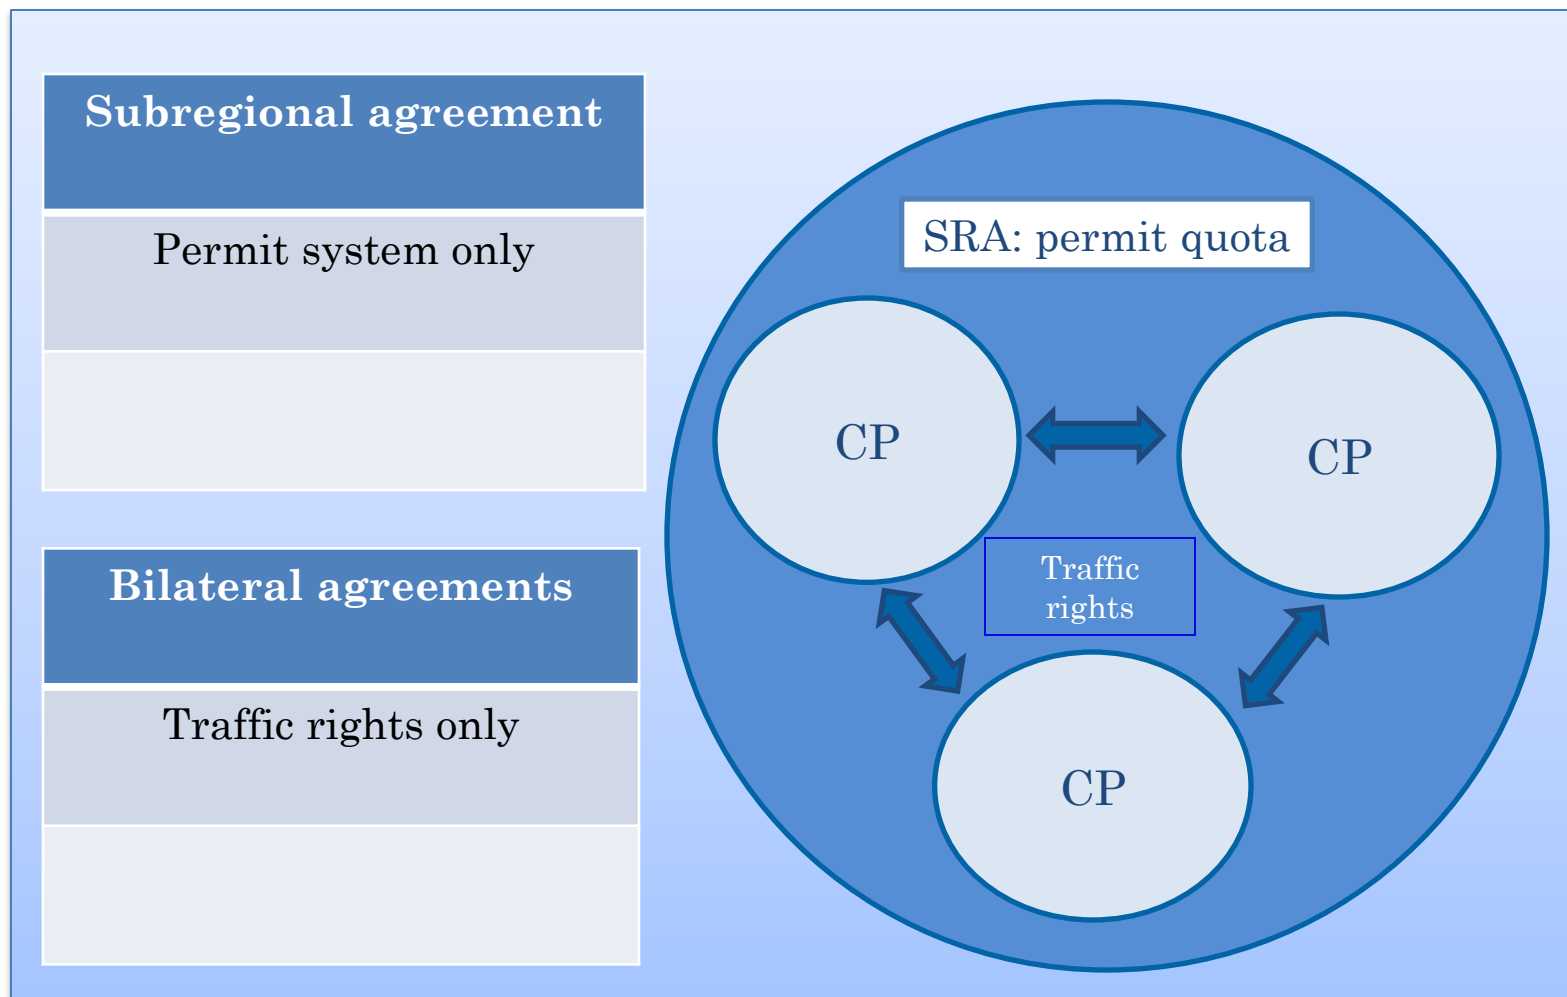 Subregional agreement
Permit system only
Bilateral agreements
Traffic rights only
SRA: permit quota
CP
CP
Traffic
rights
CP